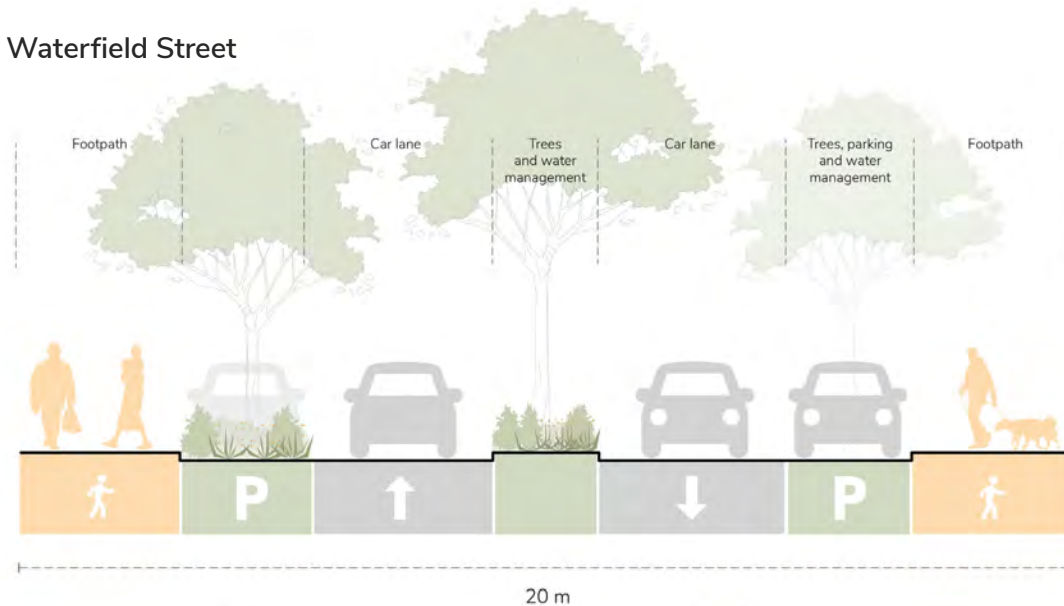 Waterfield Street
Footpath
Car lane
Trees
and water
management
Car lane
Trees, parking
and water
management
Footpath
P
P
20 m